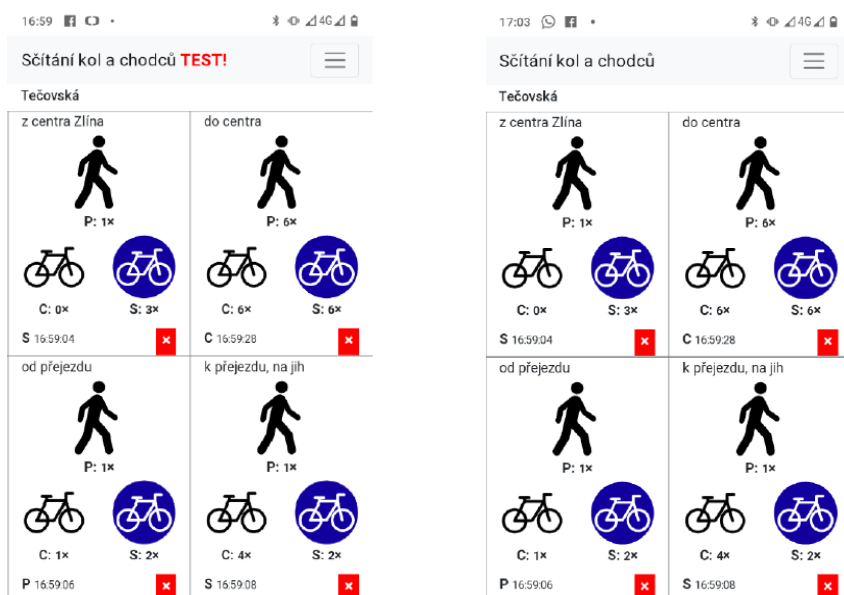 16:59 4G
Sčítání kol a chodců TEST!
Tečovská
z centra Zlína do centra
P: 1× P: 6×
C: 0× S: 3× C: 6× S: 6×
S 16:59:04 × C 16:59:28 ×
od přejezdu k přejezdu, na jih
P: 1× P: 1×
C: 1× S: 2× C: 4× S: 2×
P 16:59:06 × S 16:59:08 ×
17:03 4G
Sčítání kol a chodců
Tečovská
z centra Zlína do centra
P: 1× P: 6×
C: 0× S: 3× C: 6× S: 6×
S 16:59:04 × C 16:59:28 ×
od přejezdu k přejezdu, na jih
P: 1× P: 1×
C: 1× S: 2× C: 4× S: 2×
P 16:59:06 × S 16:59:08 ×